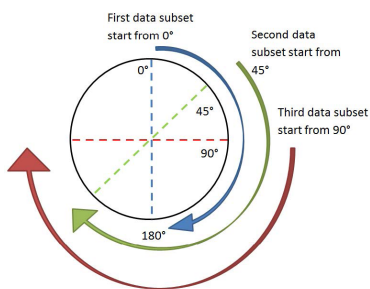 First data subset
start from 0°
Second data
subset start from
45°
Third data subset
start from 90°
0°
45°
90°
180°